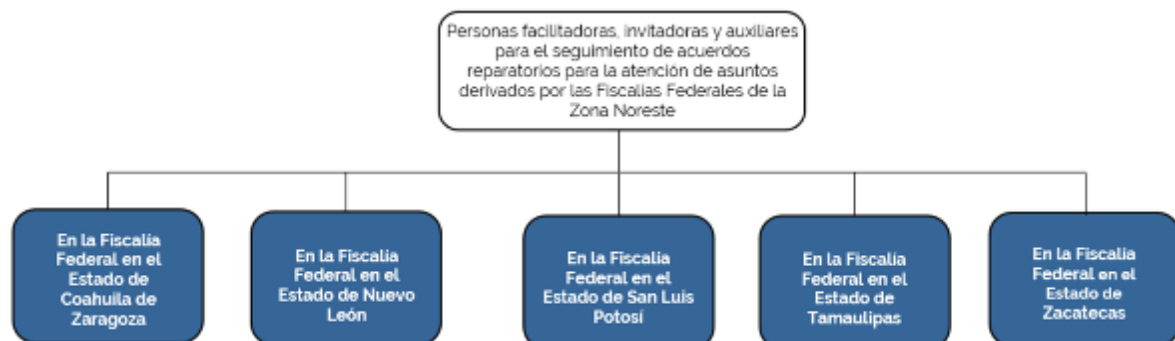 Personas facilitadoras, invitadoras y auxiliares
para el seguimiento de acuerdos
reparatorios para la atención de asuntos
derivados por las Fiscalías Federales de la
Zona Noreste
En la Fiscalía
Federal en el
Estado de
Coahuila de
Zaragoza
En la Fiscalía
Federal en el
Estado de Nuevo
León
En la Fiscalía
Federal en el
Estado de San Luis
Potosí
En la Fiscalía
Federal en el
Estado de
Tamaulipas
En la Fiscalía
Federal en el
Estado de
Zacatecas